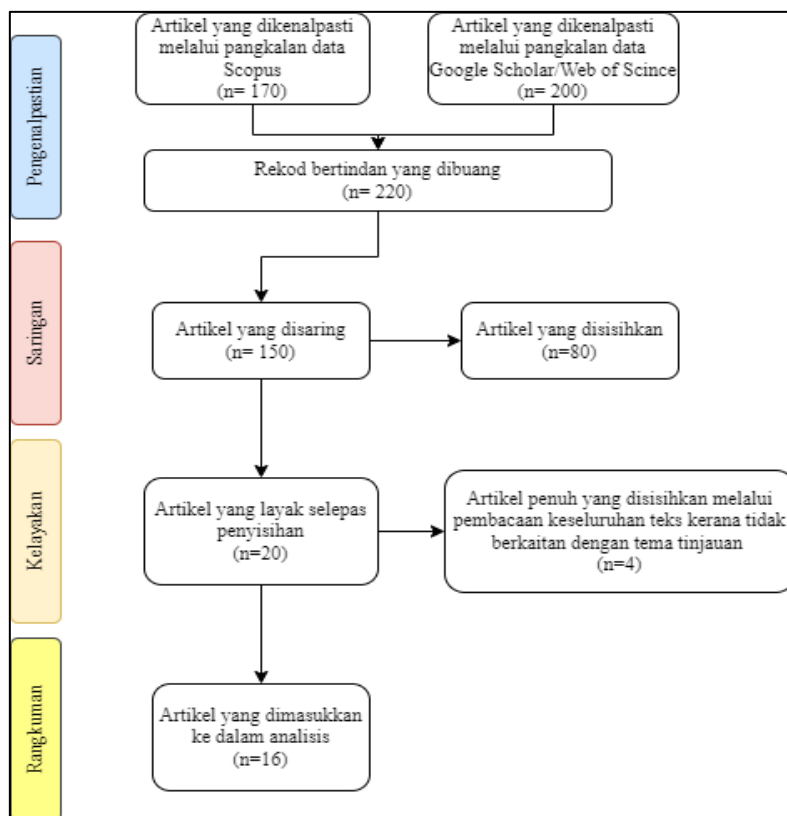 Pengenalpastian
Artikel yang dikenalpasti
melalui pangkalan data
Scopus
(n= 170)
Artikel yang dikenalpasti
melalui pangkalan data
Google Scholar/Web of Scince
(n= 200)
Rekod bertindan yang dibuang
(n= 220)
Saringan
Artikel yang disaring
(n= 150)
Artikel yang disisihkan
(n=80)
Kelayakan
Artikel yang layak selepas
penyisihan
(n=20)
Artikel penuh yang disisihkan melalui
pembacaan keseluruhan teks kerana tidak
berkaitan dengan tema tinjauan
(n=4)
Rangkuman
Artikel yang dimasukkan
ke dalam analisis
(n=16)